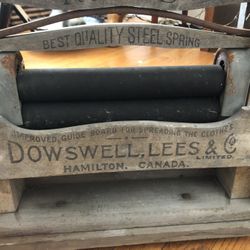 BEST QUALITY STEEL SPRING
IMPROVED GUIDE BOARD FOR SPREADING THE CLOTHES
DOWSWELL, LEES & Co
LIMITED.
HAMILTON, CANADA.